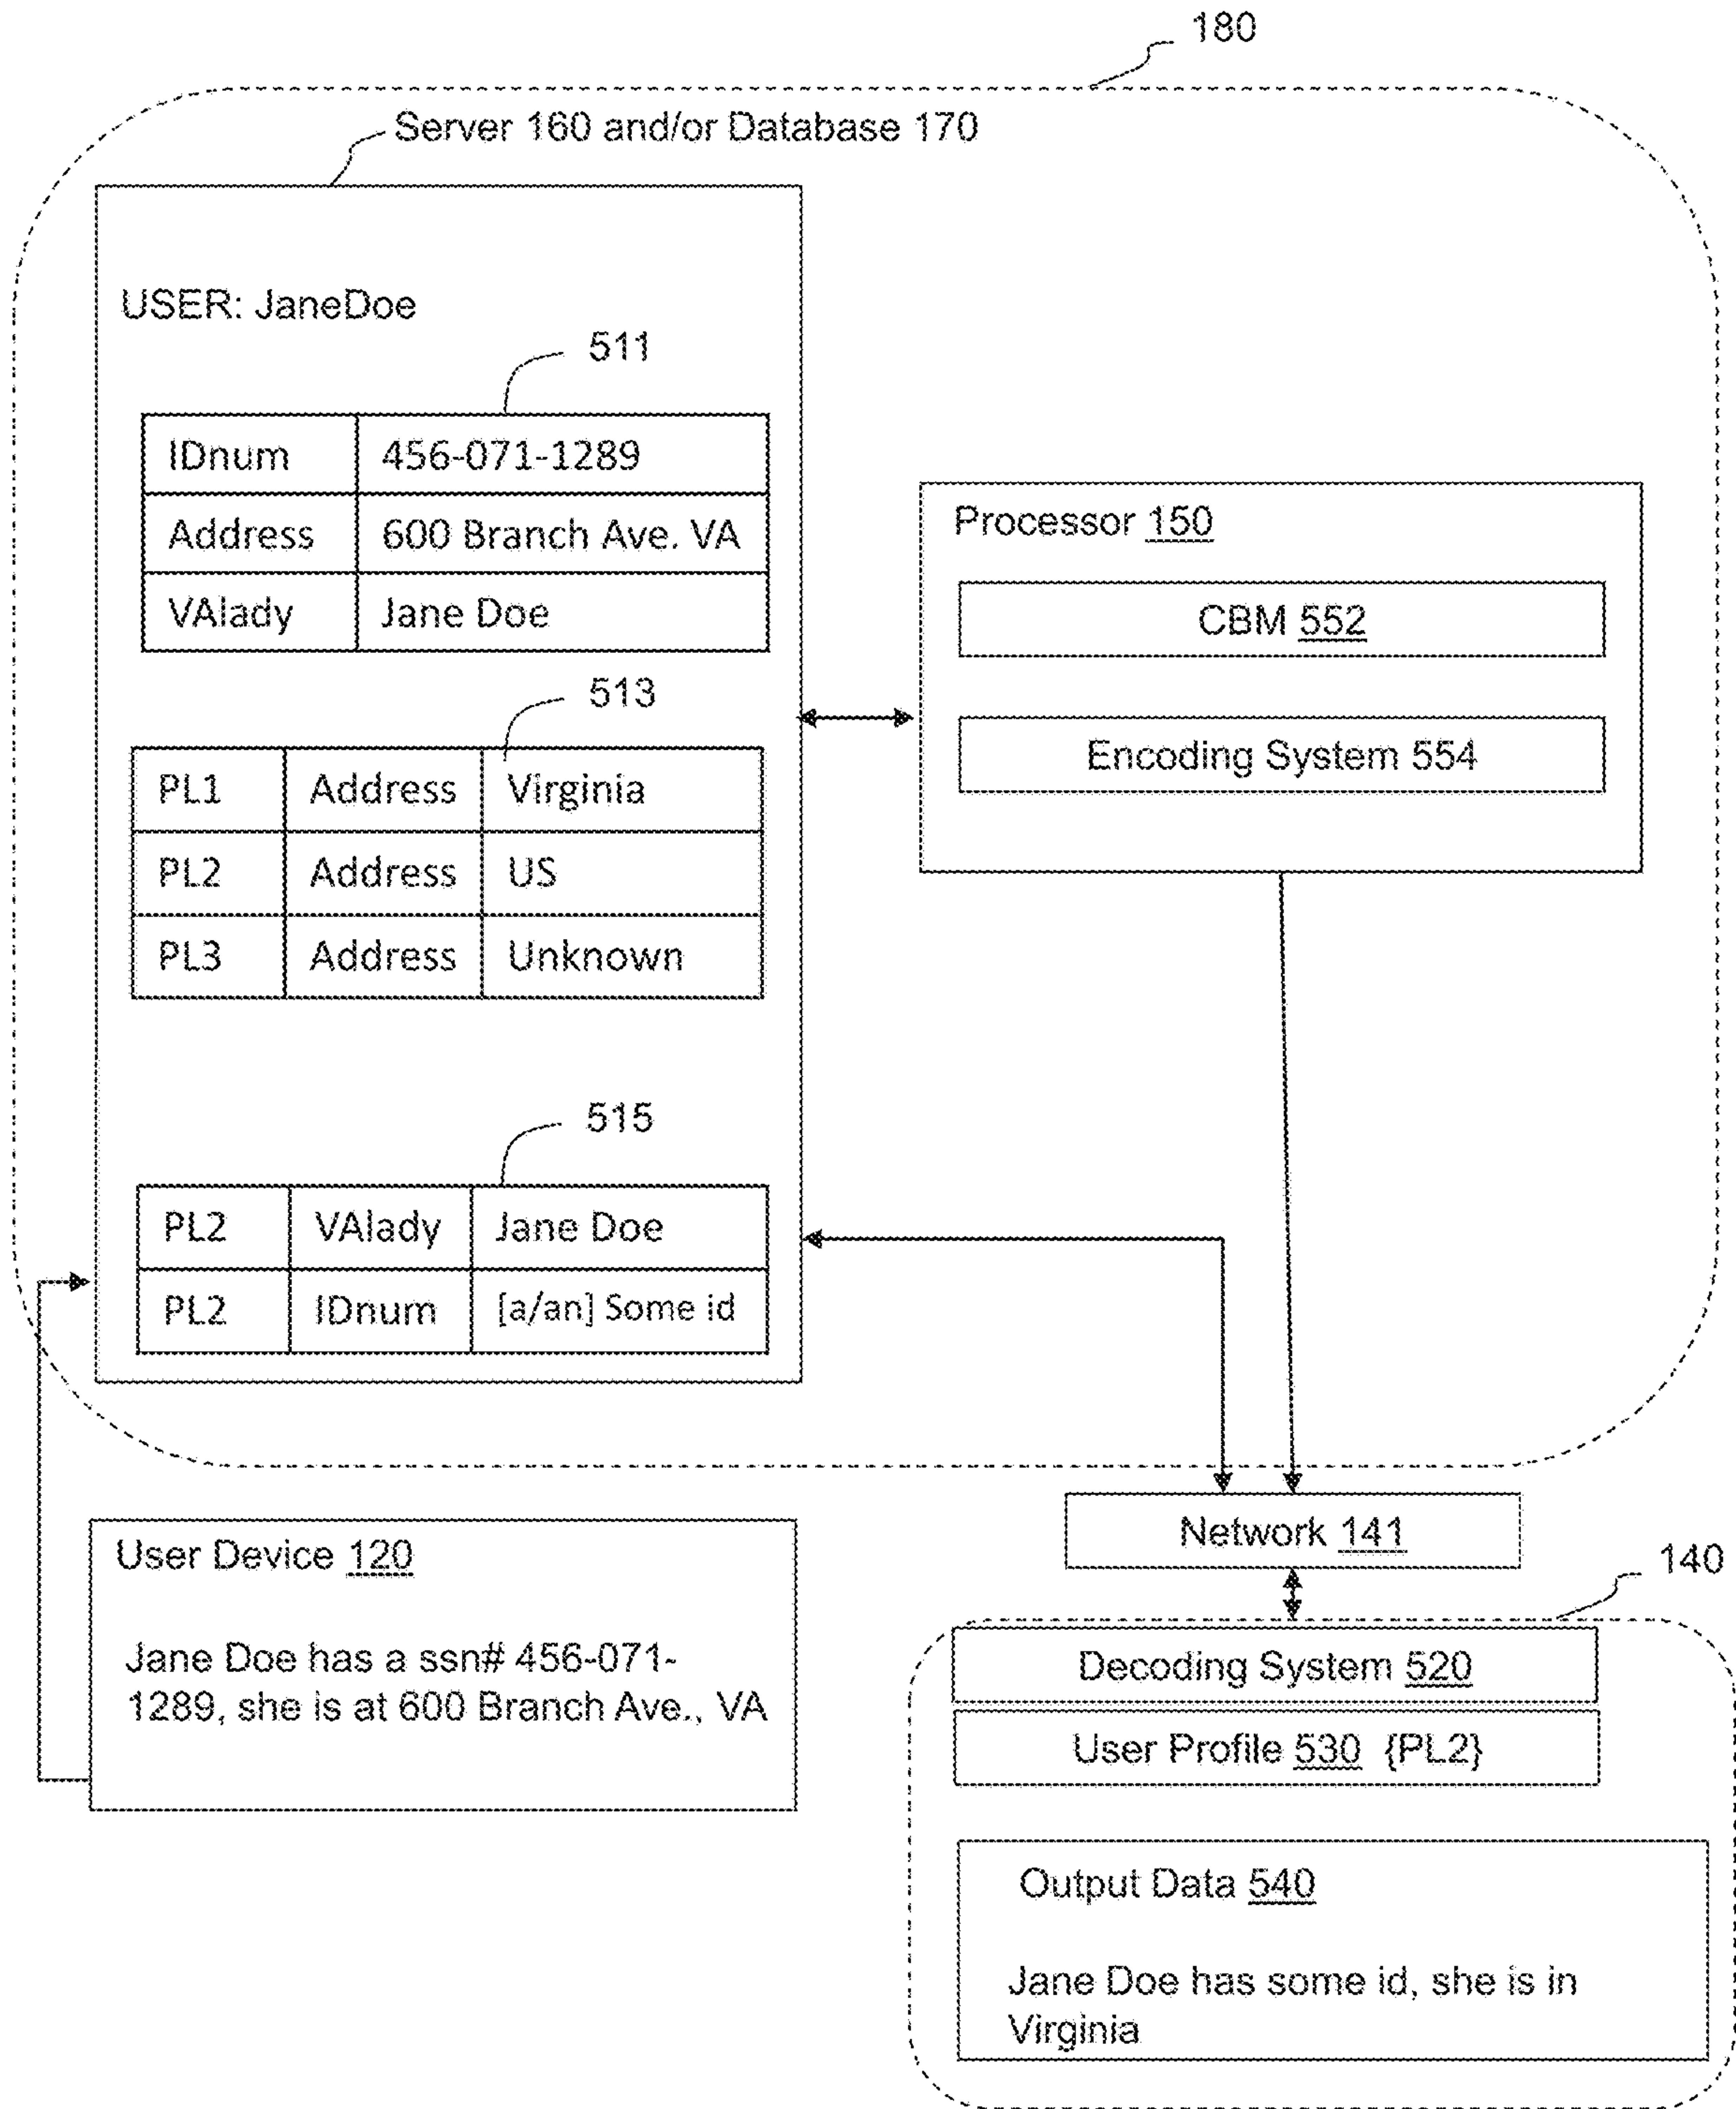 180
Server 160 and/or Database 170
USER: JaneDoe
511
IDnum 456-071-1289
Address 600 Branch Ave. VA
VAlady Jane Doe
513
PL1 Address Virginia
PL2 Address US
PL3 Address Unknown
515
PL2 VAlady Jane Doe
PL2 IDnum [a/an] Some id
Processor 150
CBM 552
Encoding System 554
User Device 120
Jane Doe has a ssn# 456-071-
1289, she is at 600 Branch Ave., VA
Network 141
140
Decoding System 520
User Profile 530 {PL2}
Output Data 540
Jane Doe has some id, she is in
Virginia